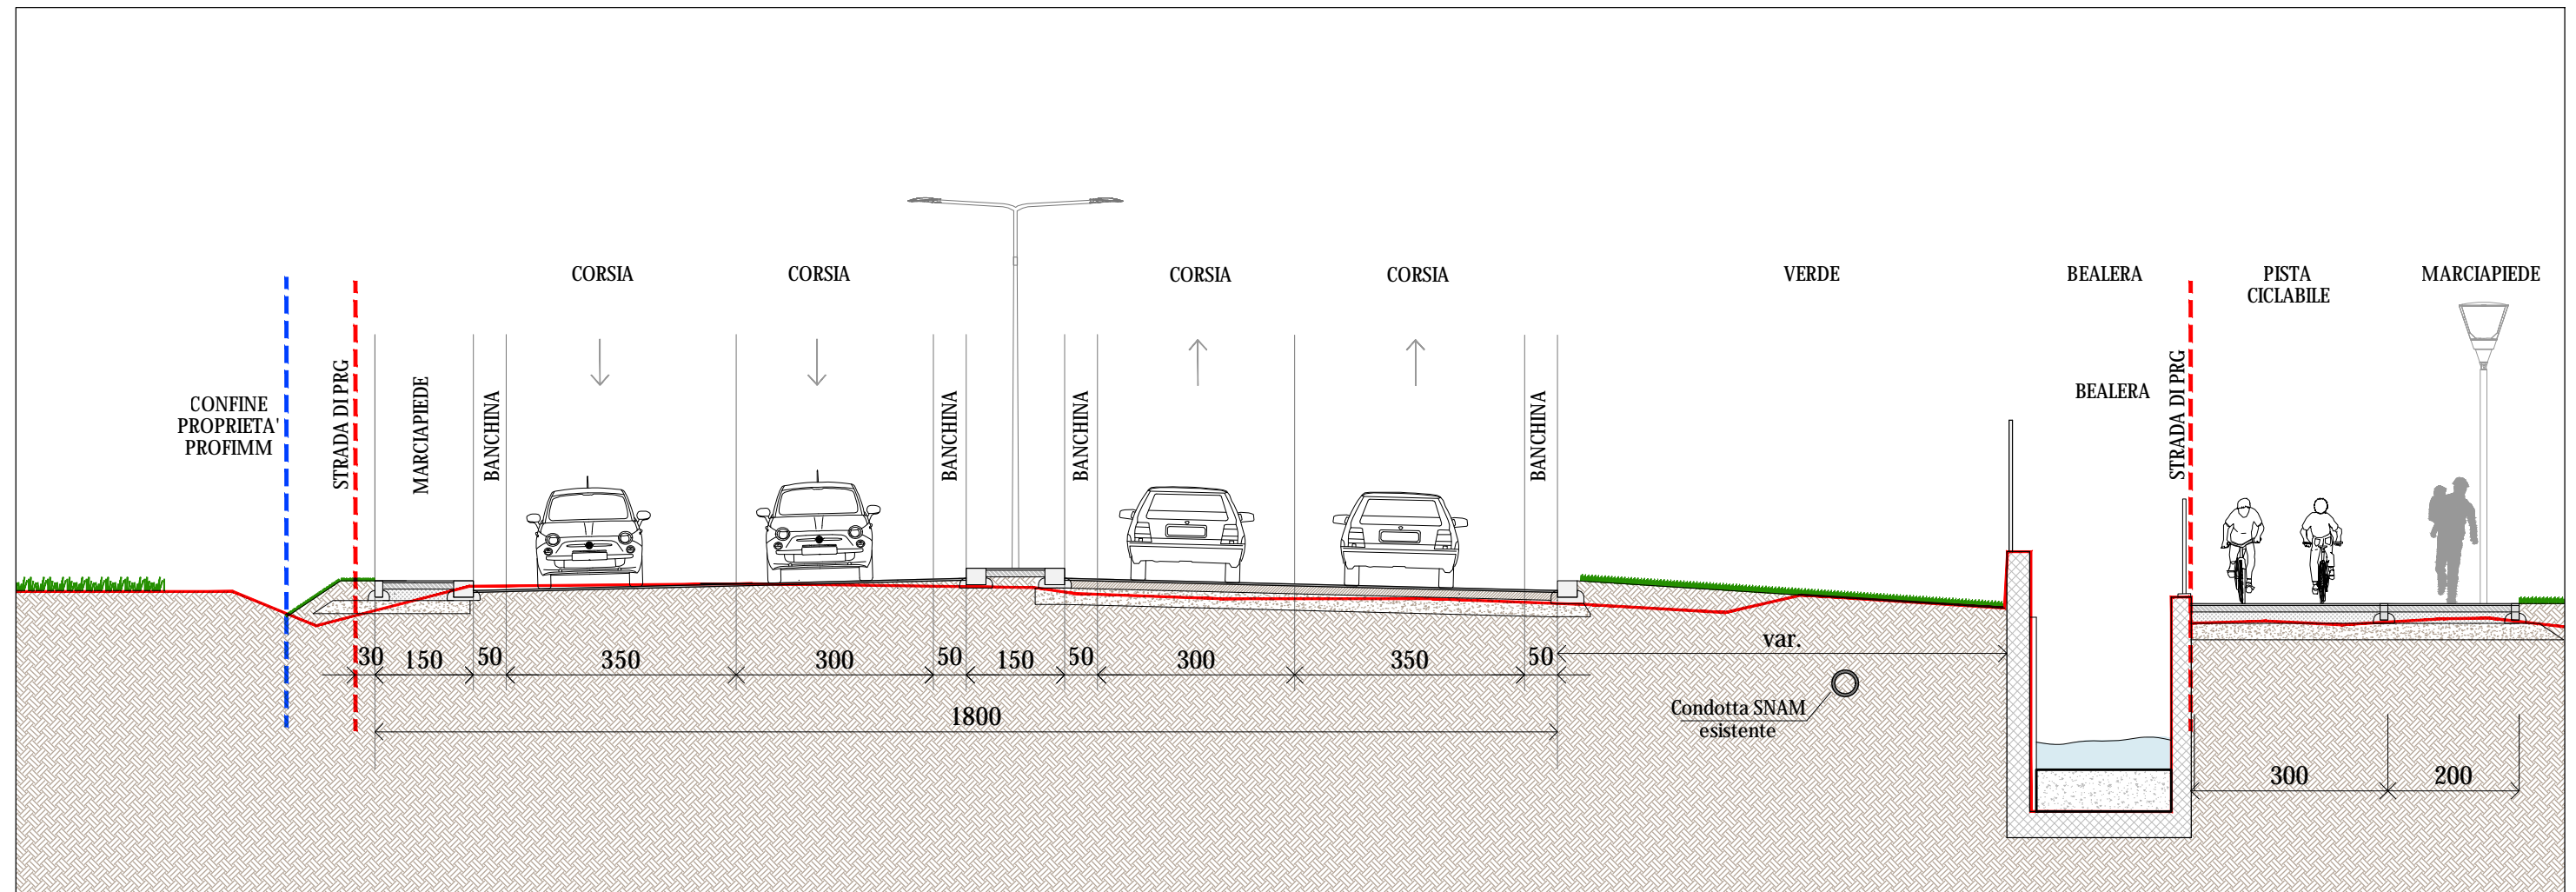 CORSIA
CORSIA
CORSIA
CORSIA
VERDE
BEALERA
PISTA
CICLABILE
MARCIAPIEDE
CONFINE
PROPRIETA'
PROFIMM
STRADA DI PRG
MARCIAPIEDE
BANCHINA
BANCHINA
BANCHINA
BANCHINA
BEALERA
STRADA DI PRG
30
150
50
350
300
50
150
50
300
350
50
var.
1800
Condotta SNAM
esistente
300
200